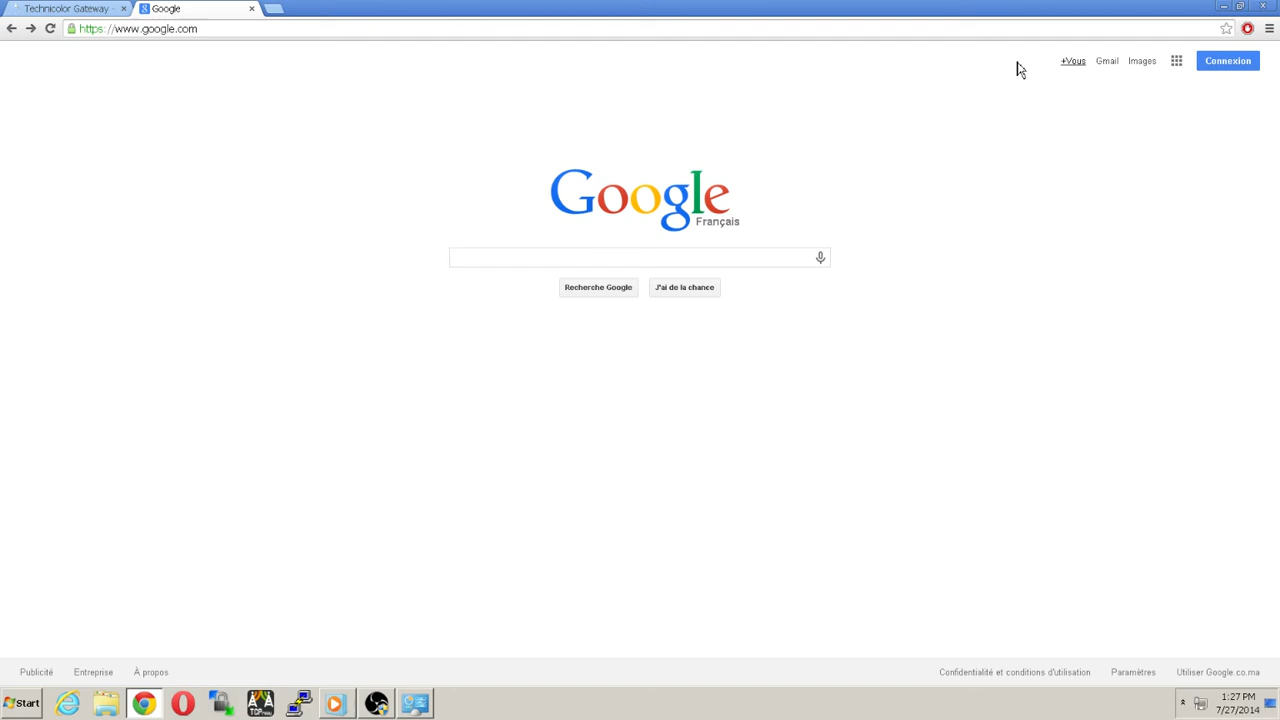 Technicolor Gateway -
Google
https://www.google.com
+Vous Gmail Images Connexion
Google
Français
Recherche Google J'ai de la chance
Publicité Entreprise À propos Confidentialité et conditions d'utilisation Paramètres Utiliser Google.co.ma
Start
TCP
1:27 PM
7/27/2014